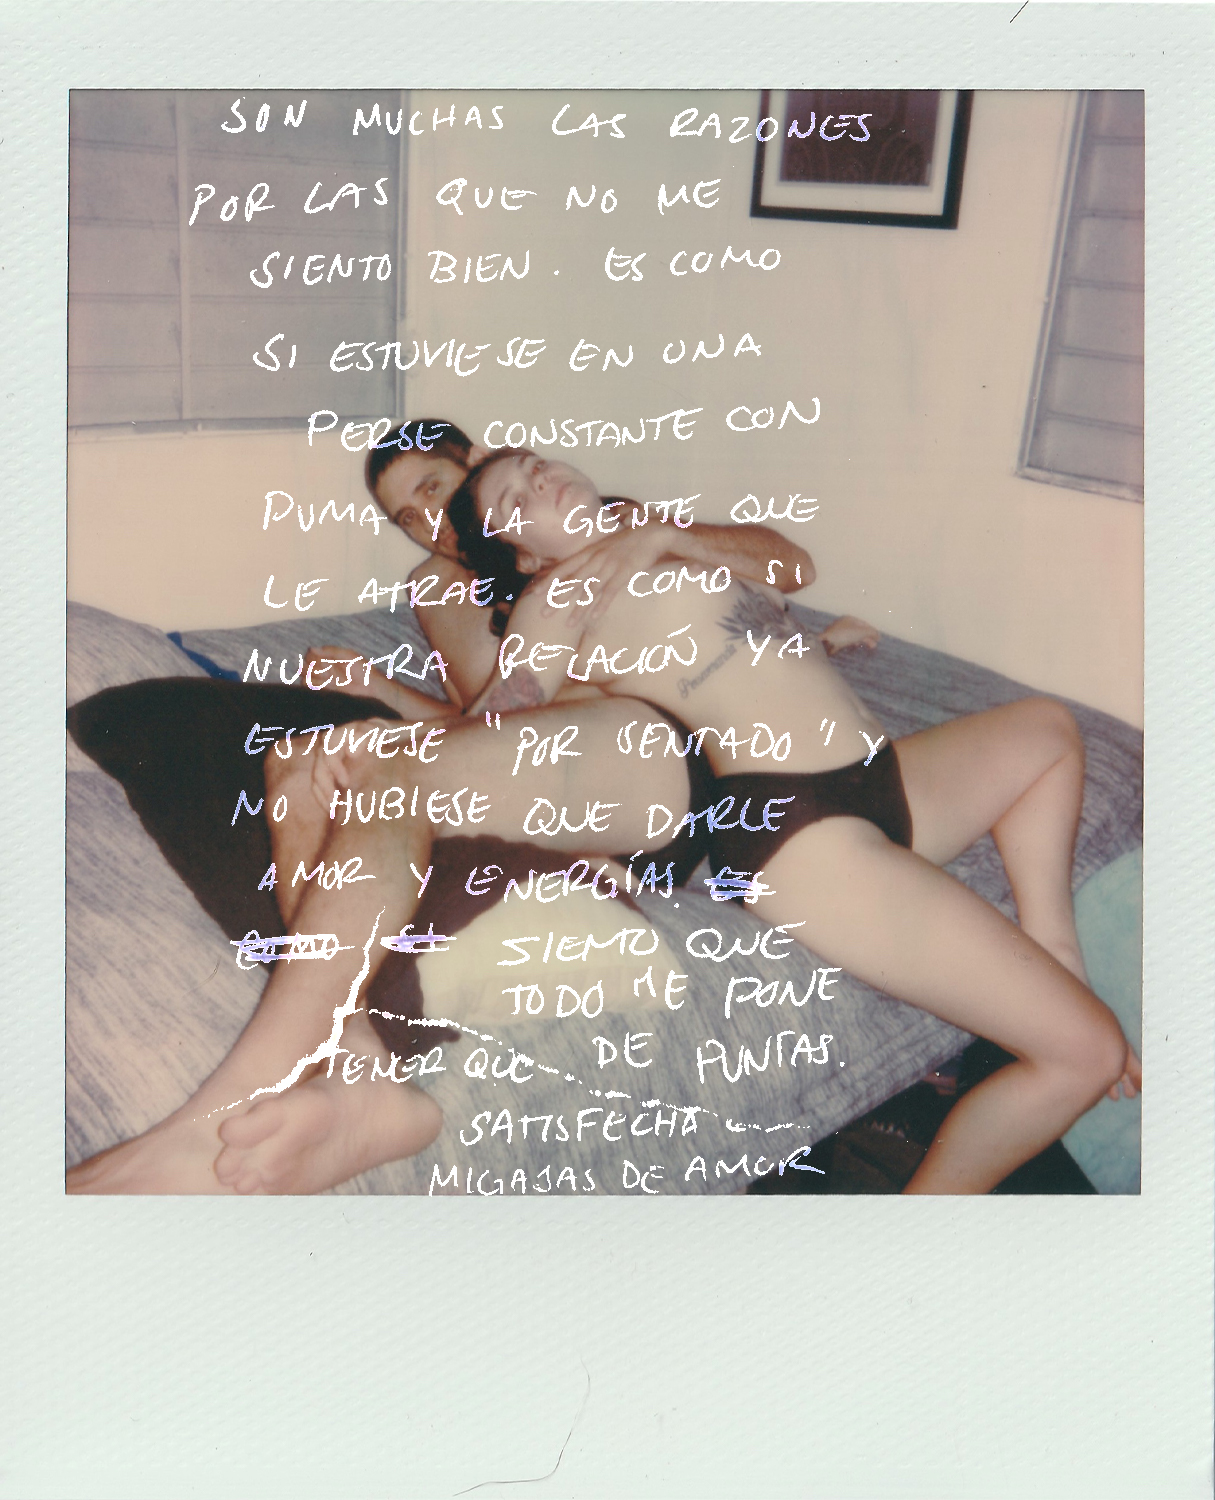 SON MUCHAS LAS RAZONES
POR LAS QUE NO ME
SIENTO BIEN. ES COMO
SI ESTUVIESE EN UNA
PERSE CONSTANTE CON
PUMA Y LA GENTE QUE
LE ATRAE. ES COMO SI
NUESTRA RELACIÓN YA
ESTUVIESE "POR SENTADO" Y
NO HUBIESE QUE DARLE
AMOR Y ENERGÍAS. ES
COMO SI SIENTO QUE
TODO ME PONE
TENER QUE DE PUNTAS.
SATISFECHA
MIGAJAS DE AMOR